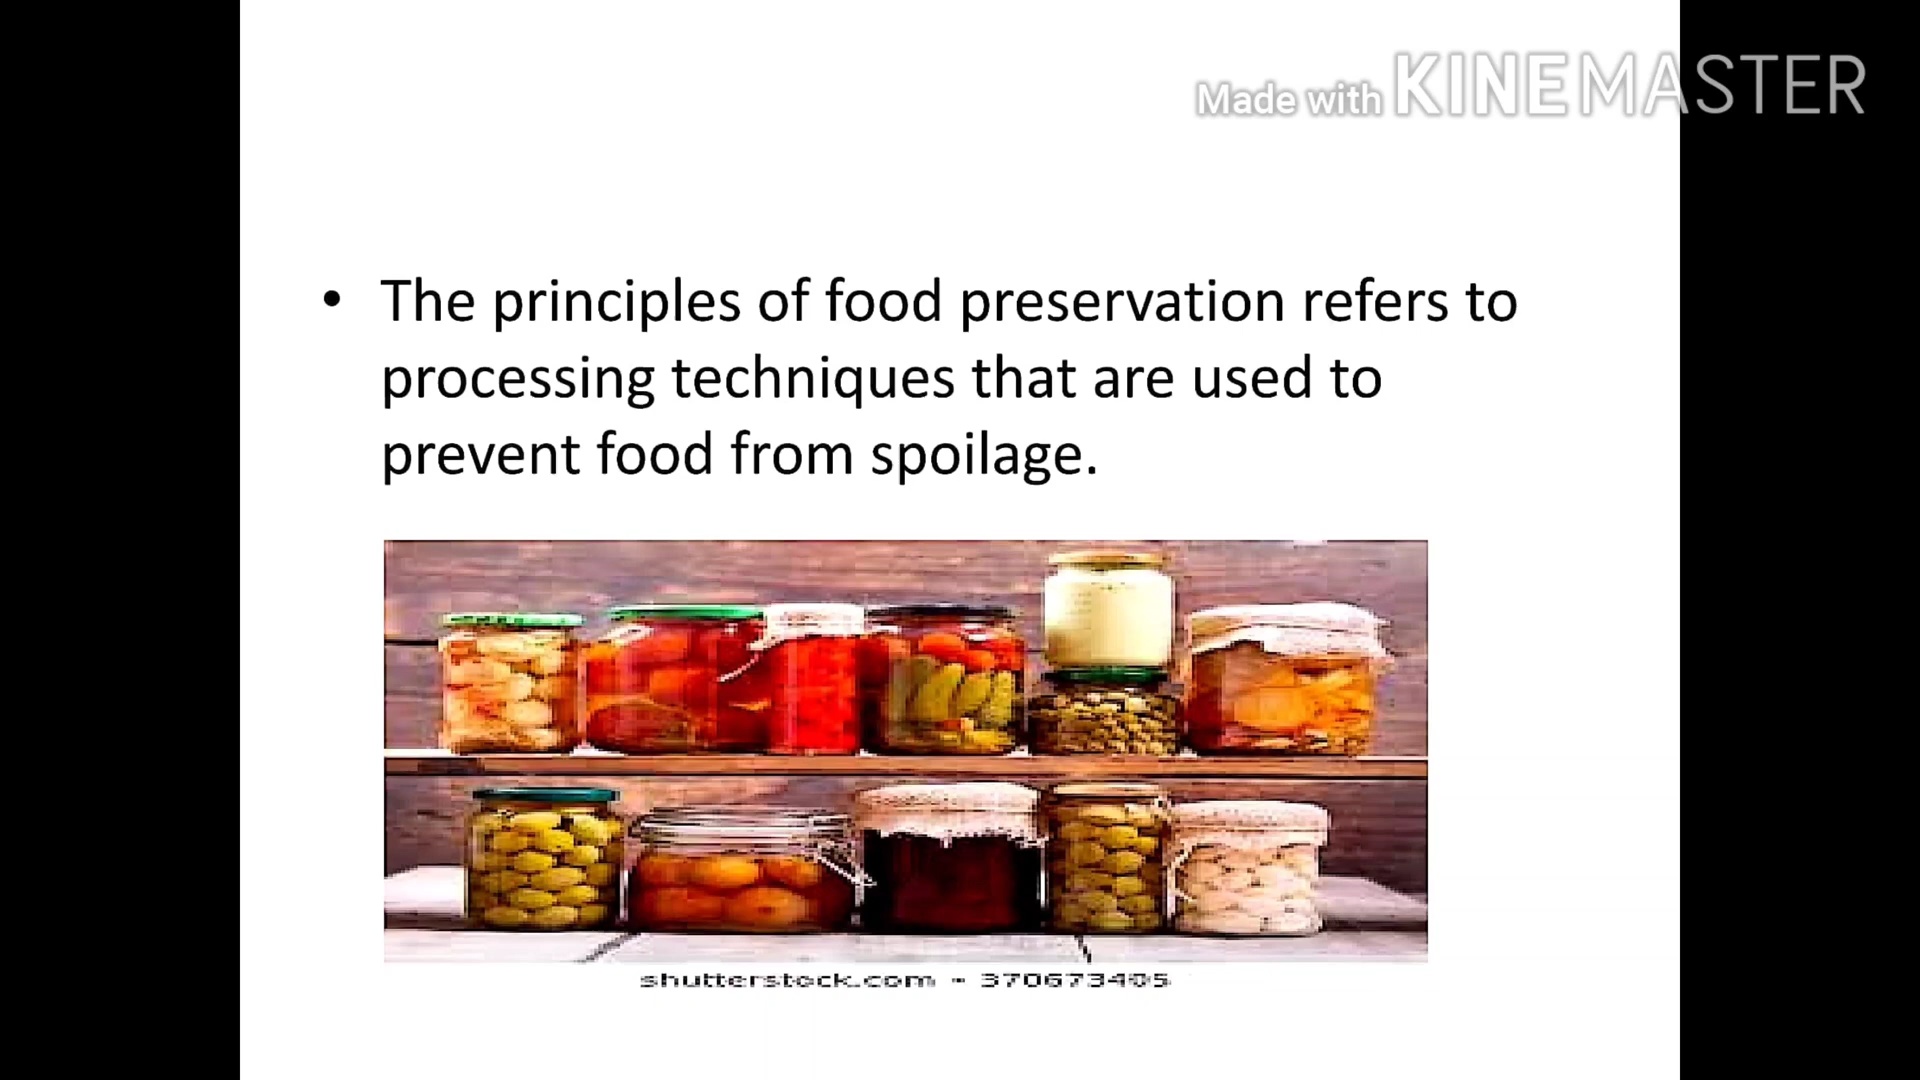 Made with KINEMASTER
• The principles of food preservation refers to
processing techniques that are used to
prevent food from spoilage.
shutterstock.com - 370673405